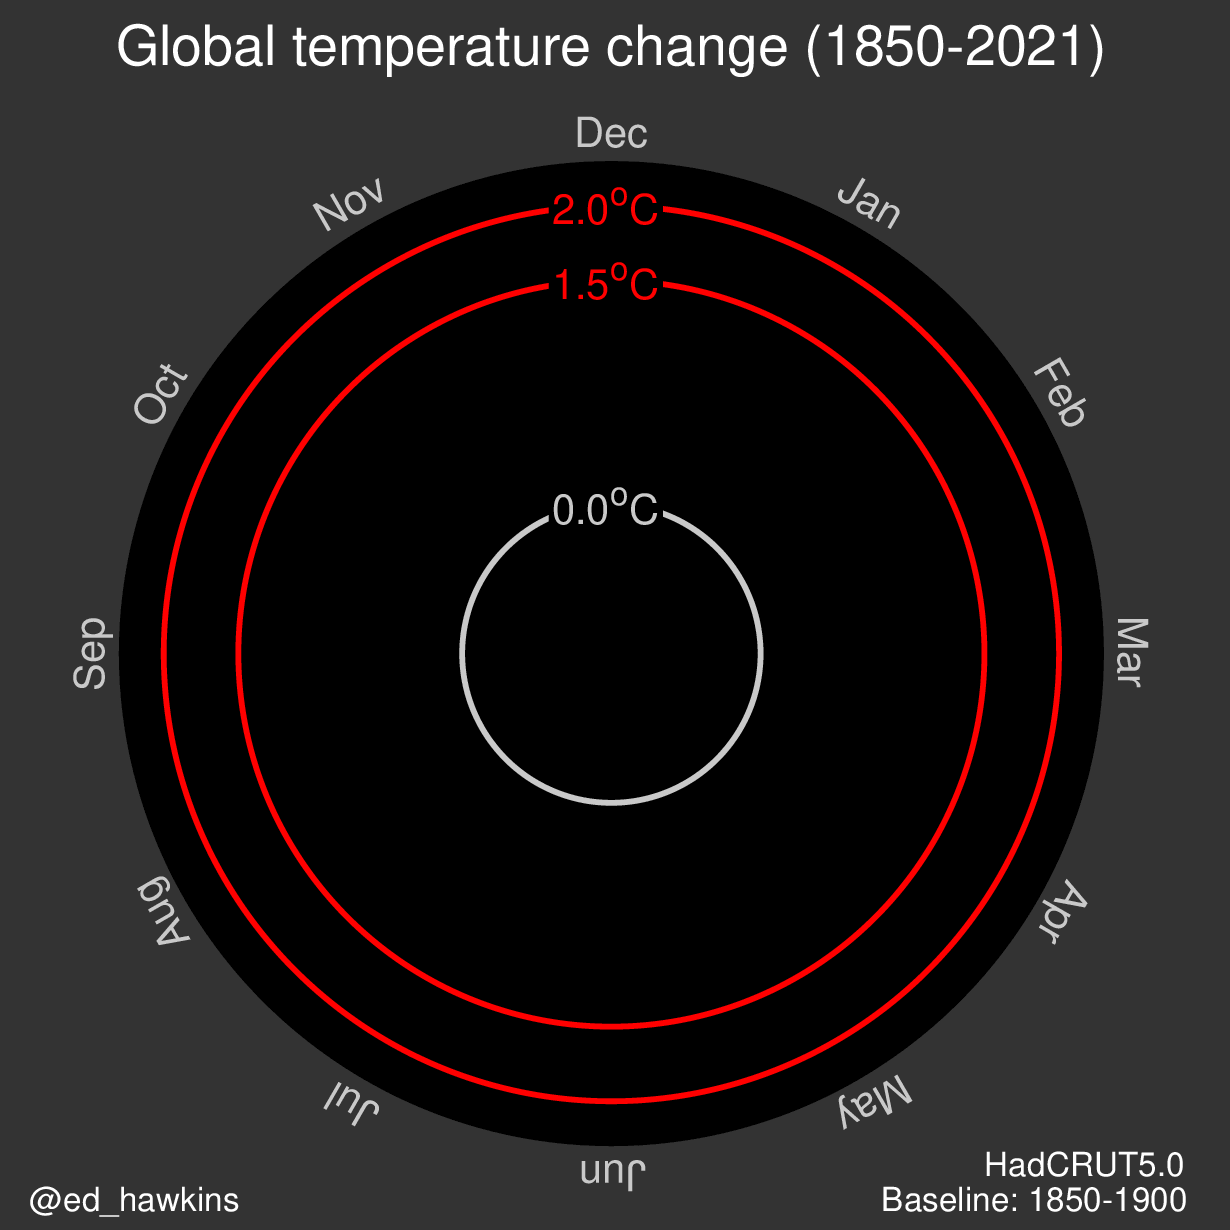 Global temperature change (1850-2021)
Dec
Jan
Feb
Mar
Apr
May
Jun
Jul
Aug
Sep
Oct
Nov
2.0°C
1.5°C
0.0°C
HadCRUT5.0
Baseline: 1850-1900
@ed_hawkins